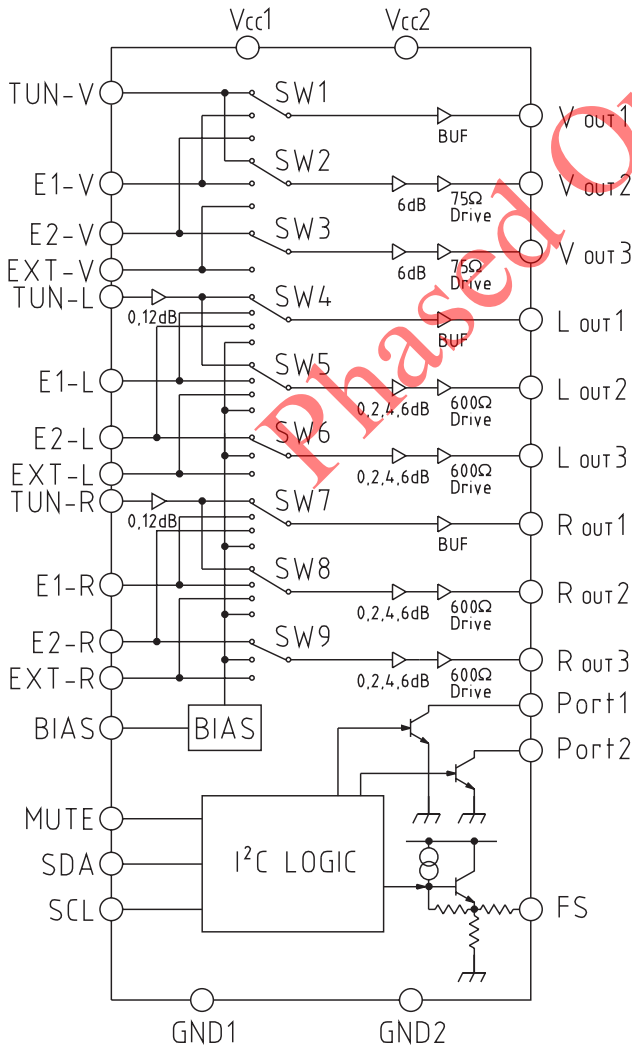 Vcc1 Vcc2
TUN-V
SW1
V OUT1
BUF
SW2
E1-V
V OUT2
6dB
75Ω
Drive
E2-V
SW3
V OUT3
6dB
75Ω
Drive
EXT-V
TUN-L
0,12dB
SW4
L OUT1
BUF
SW5
E1-L
L OUT2
0,2,4,6dB
600Ω
Drive
E2-L
SW6
L OUT3
0,2,4,6dB
600Ω
Drive
EXT-L
TUN-R
0,12dB
SW7
R OUT1
BUF
SW8
E1-R
R OUT2
0,2,4,6dB
600Ω
Drive
E2-R
SW9
R OUT3
0,2,4,6dB
600Ω
Drive
EXT-R
Port1
BIAS
BIAS
Port2
MUTE
SDA
I²C LOGIC
SCL
FS
GND1 GND2
Phased